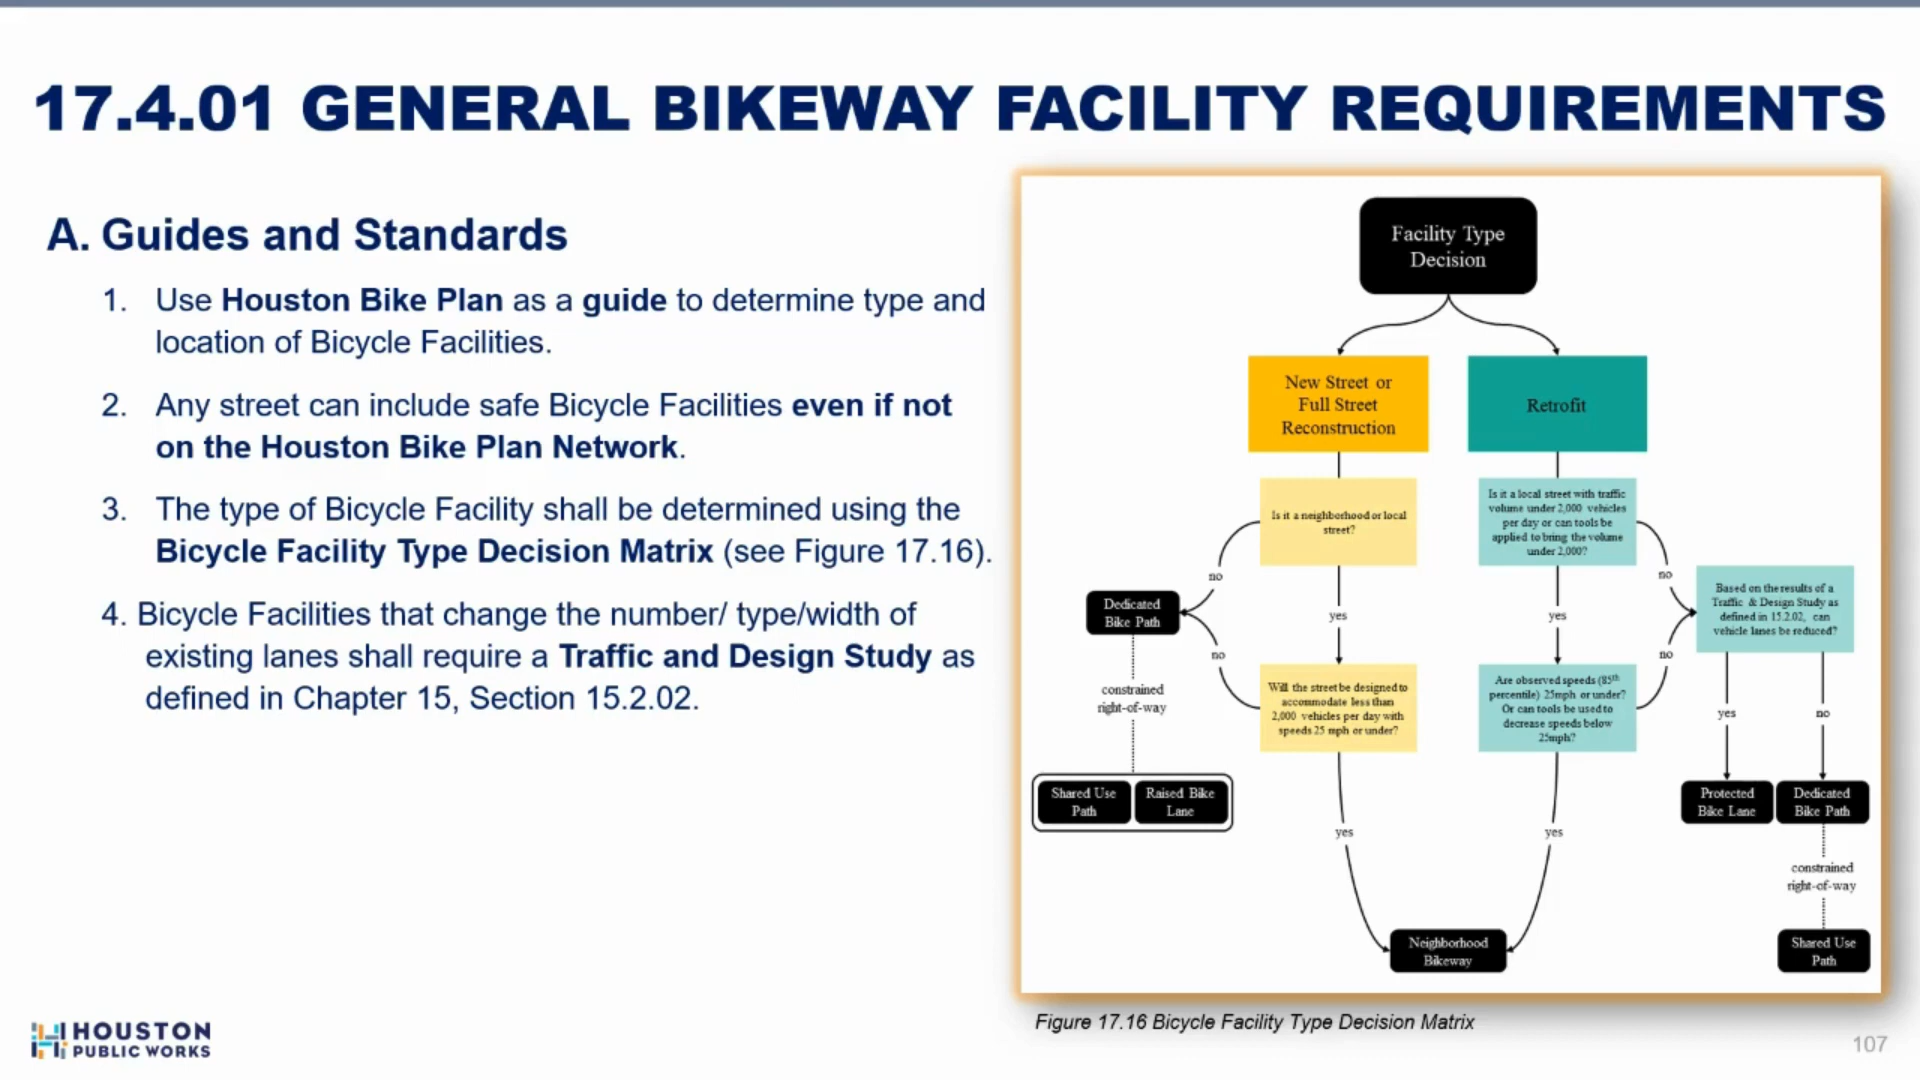 17.4.01 GENERAL BIKEWAY FACILITY REQUIREMENTS
A. Guides and Standards
1. Use Houston Bike Plan as a guide to determine type and
location of Bicycle Facilities.
2. Any street can include safe Bicycle Facilities even if not
on the Houston Bike Plan Network.
3. The type of Bicycle Facility shall be determined using the
Bicycle Facility Type Decision Matrix (see Figure 17.16).
4. Bicycle Facilities that change the number/ type/width of
existing lanes shall require a Traffic and Design Study as
defined in Chapter 15, Section 15.2.02.
Facility Type
Decision
New Street or
Full Street
Reconstruction
Retrofit
Is it a neighborhood or local
street?
Is it a local street with traffic
volume under 2,000 vehicles
per day or can tools be
applied to bring the volume
under 2,000?
no
no
Based on the results of a
Traffic & Design Study as
defined in 15.2.02, can
vehicle lanes be reduced?
Dedicated
Bike Path
yes
yes
no
no
Will the street be designed to
accommodate less than
2,000 vehicles per day with
speeds 25 mph or under?
Are observed speeds (85th
percentile) 25mph or under?
Or can tools be used to
decrease speeds below
25mph?
constrained
right-of-way
yes
no
Shared Use
Path
Raised Bike
Lane
Protected
Bike Lane
Dedicated
Bike Path
yes
yes
constrained
right-of-way
Neighborhood
Bikeway
Shared Use
Path
Figure 17.16 Bicycle Facility Type Decision Matrix
HOUSTON
PUBLIC WORKS
107